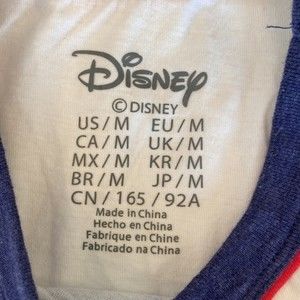 Disney
© DISNEY
US / M EU / M
CA / M UK / M
MX / M KR / M
BR / M JP / M
CN / 165 / 92A
Made in China
Hecho en China
Fabrique en Chine
Fabricado na China